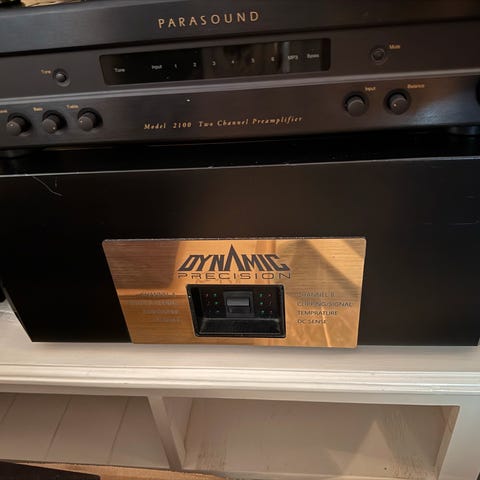 PARASOUND
Tone Input 1 2 3 4 5 6 MP3 Bypass
Tone
Mute
Bass Treble Input Balance
Model 2100 Two Channel Preamplifier
DYNAMIC
PRECISION
CHANNEL A
CHANNEL B
CLIPPING/SIGNAL
TEMPRATURE
DC SENSE